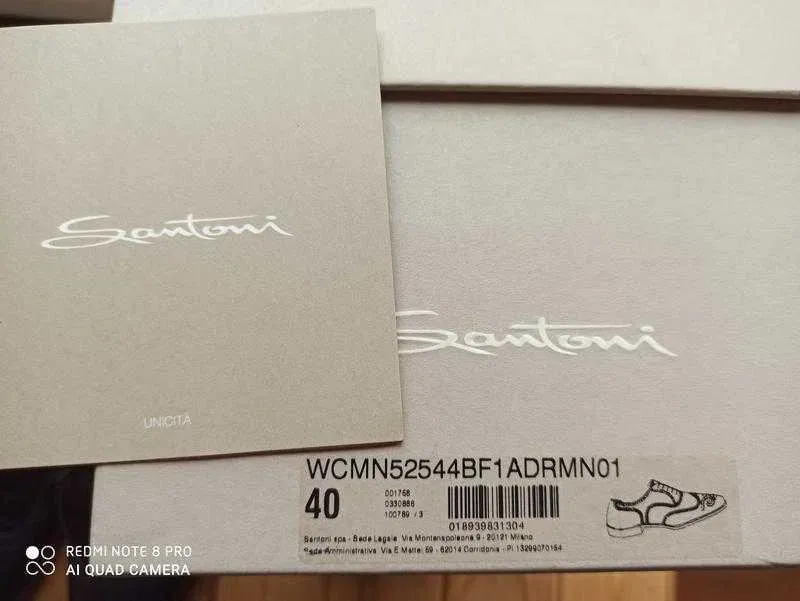 Santoni
UNICITÀ
Santoni
WCMN52544BF1ADRMN01
40
001768
0330886
100789 / 3
018939831304
Santoni spa - Sede Legale Via Montenapoleone 9 - 20121 Milano
Sede Amministrativa Via E Mattei 59 - 62014 Corridonia - PI 13299070154
REDMI NOTE 8 PRO
AI QUAD CAMERA